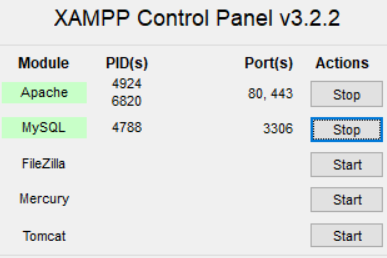 XAMPP Control Panel v3.2.2
Module PID(s) Port(s) Actions
Apache 4924 6820 80, 443 Stop
MySQL 4788 3306 Stop
FileZilla Start
Mercury Start
Tomcat Start